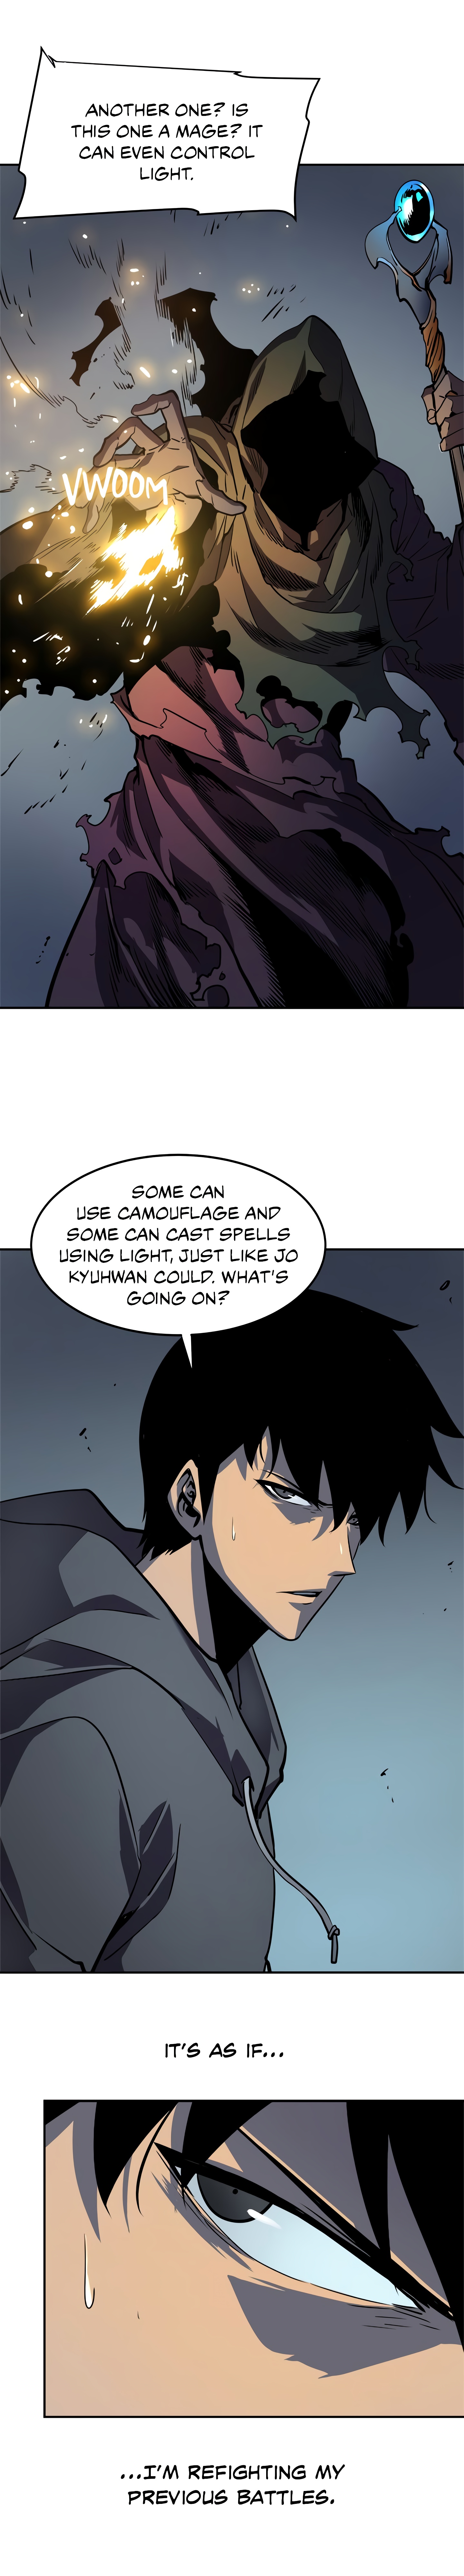 ANOTHER ONE? IS
THIS ONE A MAGE? IT
CAN EVEN CONTROL
LIGHT.
VWOOM
SOME CAN
USE CAMOUFLAGE AND
SOME CAN CAST SPELLS
USING LIGHT, JUST LIKE JO
KYUHWAN COULD. WHAT'S
GOING ON?
IT'S AS IF...
...I'M REFIGHTING MY
PREVIOUS BATTLES.